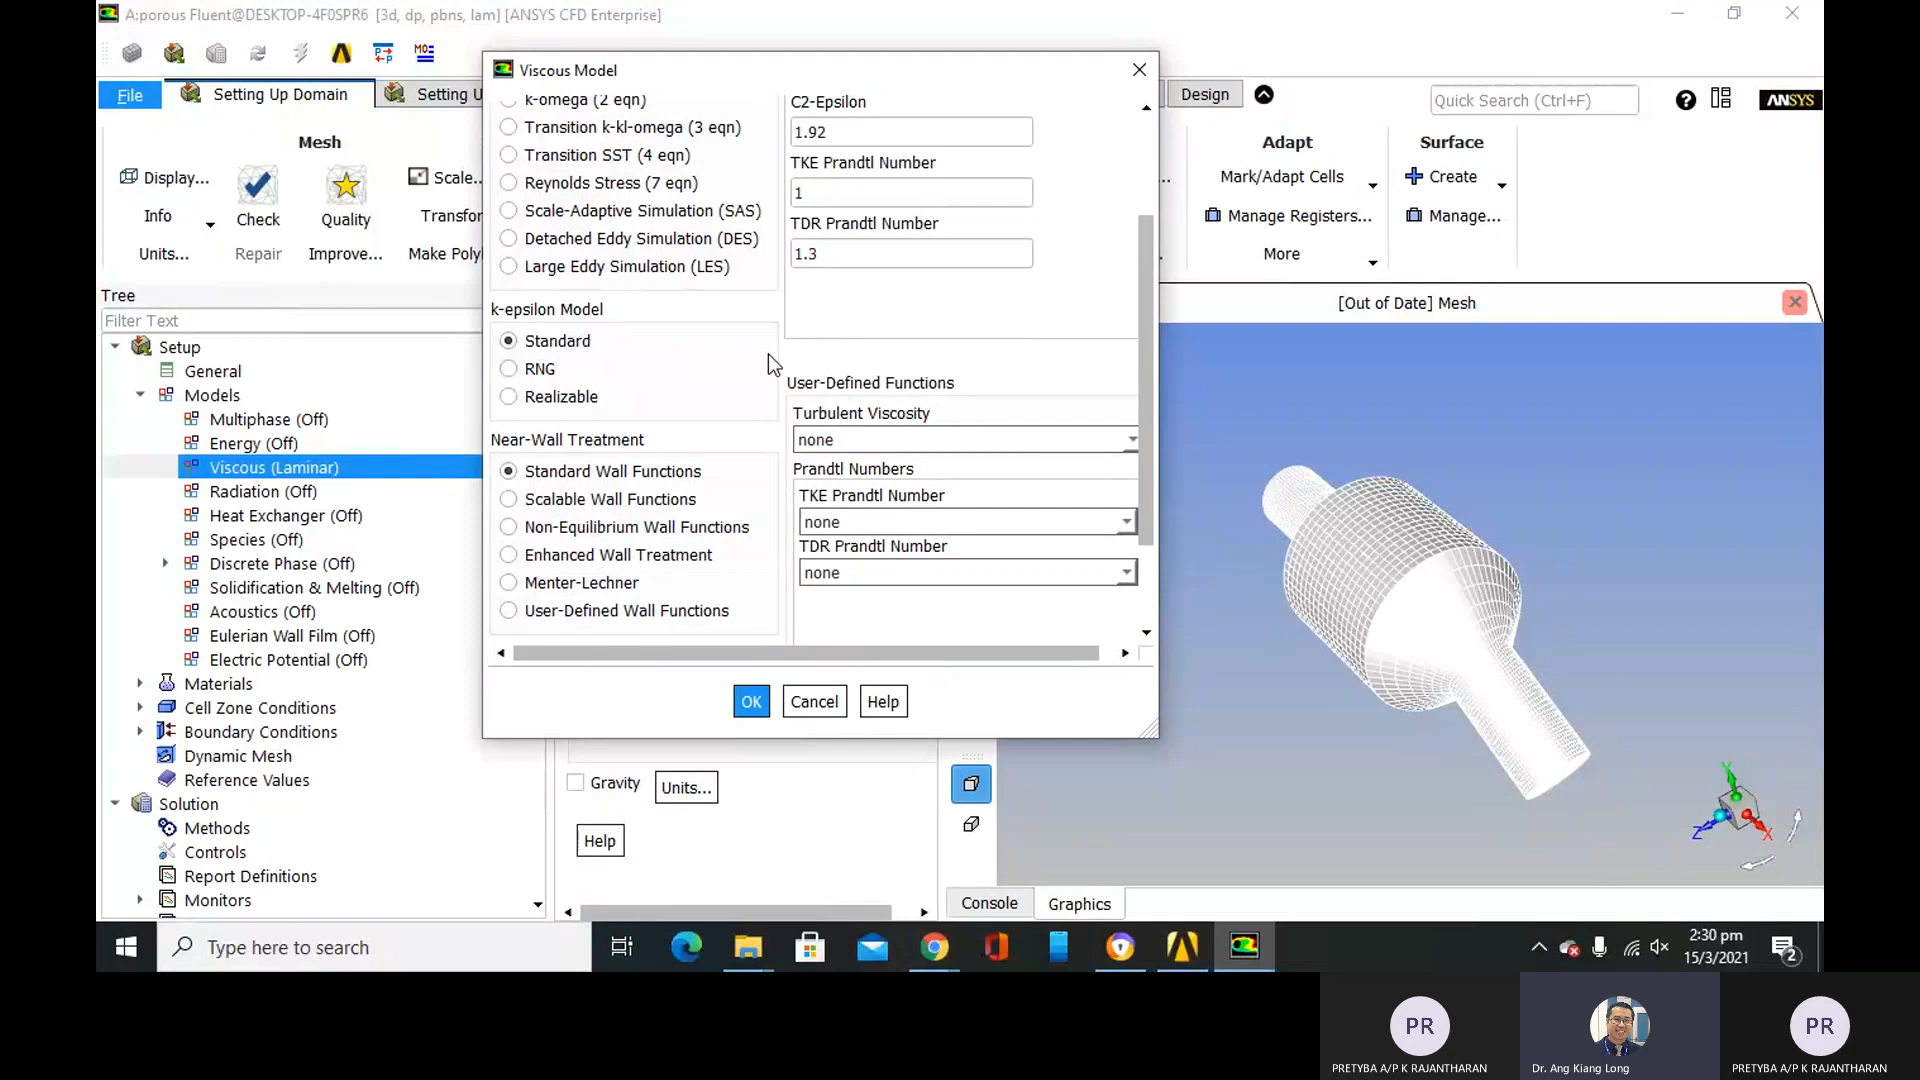 A:porous Fluent@DESKTOP-4F0SPR6 [3d, dp, pbns, lam] [ANSYS CFD Enterprise]
File
Setting Up Domain
Setting U
Design
Quick Search (Ctrl+F)
ANSYS
Mesh
Display...
Info
Units...
Check
Repair
Quality
Improve...
Scale...
Transfor
Make Poly
Adapt
Mark/Adapt Cells
Manage Registers...
More
Surface
Create
Manage...
Tree
Filter Text
Setup
General
Models
Multiphase (Off)
Energy (Off)
Viscous (Laminar)
Radiation (Off)
Heat Exchanger (Off)
Species (Off)
Discrete Phase (Off)
Solidification & Melting (Off)
Acoustics (Off)
Eulerian Wall Film (Off)
Electric Potential (Off)
Materials
Cell Zone Conditions
Boundary Conditions
Dynamic Mesh
Reference Values
Solution
Methods
Controls
Report Definitions
Monitors
Viscous Model
k-omega (2 eqn)
Transition k-kl-omega (3 eqn)
Transition SST (4 eqn)
Reynolds Stress (7 eqn)
Scale-Adaptive Simulation (SAS)
Detached Eddy Simulation (DES)
Large Eddy Simulation (LES)
k-epsilon Model
Standard
RNG
Realizable
Near-Wall Treatment
Standard Wall Functions
Scalable Wall Functions
Non-Equilibrium Wall Functions
Enhanced Wall Treatment
Menter-Lechner
User-Defined Wall Functions
C2-Epsilon
1.92
TKE Prandtl Number
1
TDR Prandtl Number
1.3
User-Defined Functions
Turbulent Viscosity
none
Prandtl Numbers
TKE Prandtl Number
none
TDR Prandtl Number
none
OK
Cancel
Help
Gravity
Units...
Help
[Out of Date] Mesh
Y
Z
X
Console
Graphics
Type here to search
2:30 pm
15/3/2021
2
PR
PRETYBA A/P K RAJANTHARAN
Dr. Ang Kiang Long
PR
PRETYBA A/P K RAJANTHARAN